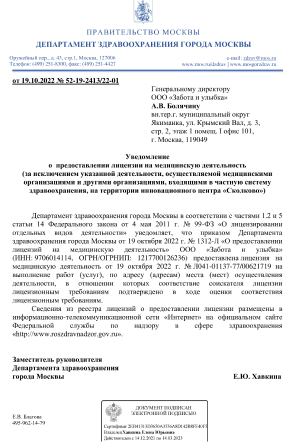 ПРАВИТЕЛЬСТВО МОСКВЫ
ДЕПАРТАМЕНТ ЗДРАВООХРАНЕНИЯ ГОРОДА МОСКВЫ
Оружейный пер., д. 43, стр.1, Москва, 127006
e-mail: zdrav@mos.ru
Телефон: (499) 251-8300, факс: (499) 251-4427
www.mos.ru/zdrav www.mosgorzdrav.ru
от 19.10.2022 № 52-19-2413/22-01
Генеральному директору
ООО «Забота и улыбка»
А.В. Болячину
вн.тер.г. муниципальный округ
Якиманка, ул. Крымский Вал, д. 3,
стр. 2, этаж 1 помещ. I офис 101,
г. Москва, 119049
Уведомление
о предоставлении лицензии на медицинскую деятельность
(за исключением указанной деятельности, осуществляемой медицинскими
организациями и другими организациями, входящими в частную систему
здравоохранения, на территории инновационного центра «Сколково»)
Департамент здравоохранения города Москвы в соответствии с частями 1,2 и 5
статьи 14 Федерального закона от 4 мая 2011 г. № 99-ФЗ «О лицензировании
отдельных видов деятельности» уведомляет, что приказом Департамента
здравоохранения города Москвы от 19 октября 2022 г. № 1312-Л «О предоставлении
лицензий на медицинскую деятельность» ООО «Забота и улыбка»
(ИНН: 9706014114, ОГРН/ОГРНИП: 1217700126236) предоставлена лицензия на
медицинскую деятельность от 19 октября 2022 г. №Л041-01137-77/00621719 на
выполнение работ (услуг), по адресу (адресам) места (мест) осуществления
деятельности, в отношении которых соответствие соискателя лицензии
лицензионным требованиям подтверждено в ходе оценки соответствия
лицензионным требованиям.
Сведения из реестра лицензий о предоставлении лицензии размещены в
информационно-телекоммуникационной сети «Интернет» на официальном сайте
Федеральной службы по надзору в сфере здравоохранения
«http://www.roszdravnadzor.gov.ru».
Заместитель руководителя
Департамента здравоохранения
города Москвы
Е.Ю. Хавкина
Е.В. Благова
495-962-14-79
ДОКУМЕНТ ПОДПИСАН
ЭЛЕКТРОННОЙ ПОДПИСЬЮ
Сертификат
Владелец Хавкина Елена Юрьевна
Действителен с 14.12.2021 по 14.03.2023